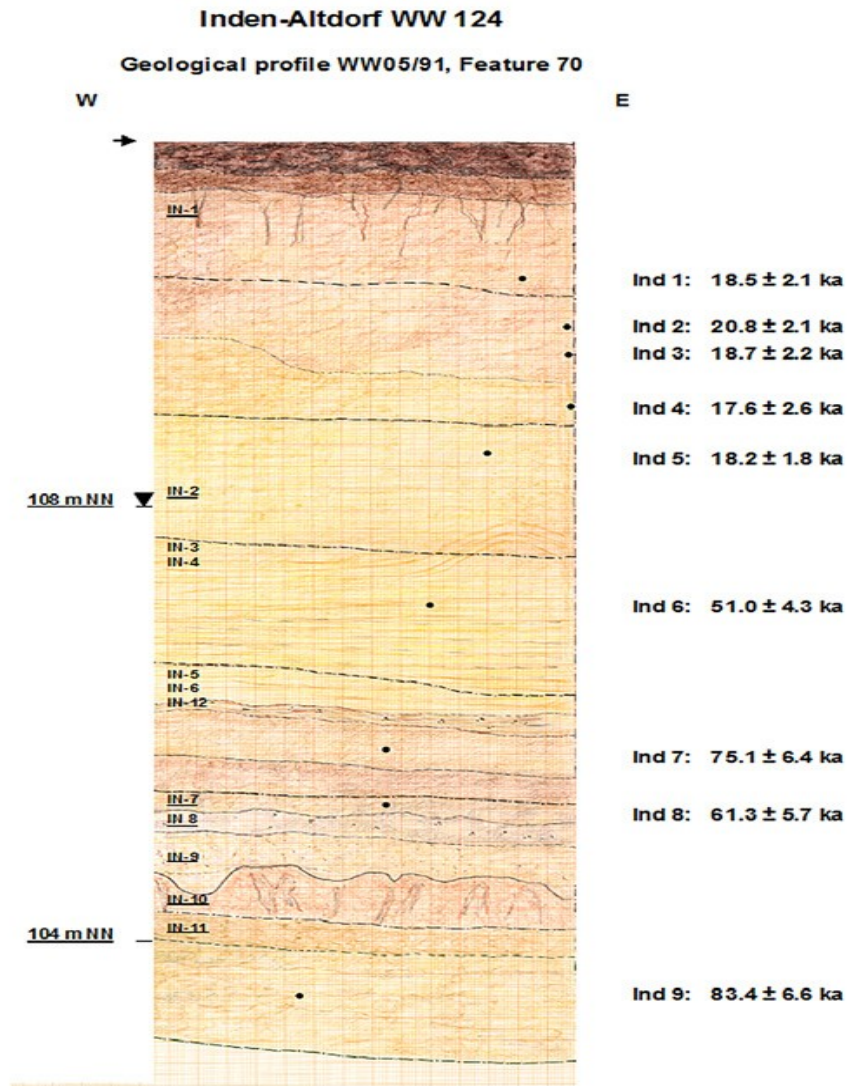 Inden-Altdorf WW 124
Geological profile WW05/91, Feature 70
W E
IN-1
Ind 1: 18.5 ± 2.1 ka
Ind 2: 20.8 ± 2.1 ka
Ind 3: 18.7 ± 2.2 ka
Ind 4: 17.6 ± 2.6 ka
Ind 5: 18.2 ± 1.8 ka
IN-2
108 m NN
IN-3
IN-4
Ind 6: 51.0 ± 4.3 ka
IN-5
IN-6
IN-12
Ind 7: 75.1 ± 6.4 ka
IN-7
Ind 8: 61.3 ± 5.7 ka
IN 8
IN-9
IN-10
IN-11
104 m NN
Ind 9: 83.4 ± 6.6 ka